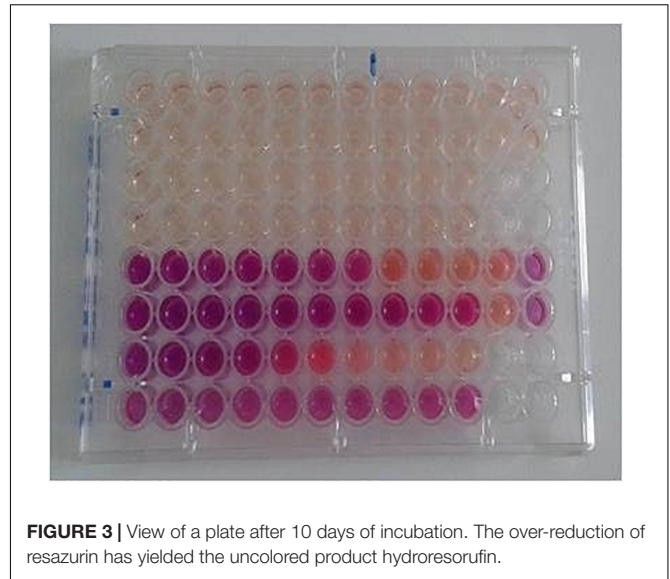 FIGURE 3 | View of a plate after 10 days of incubation. The over-reduction of
resazurin has yielded the uncolored product hydroresorufin.